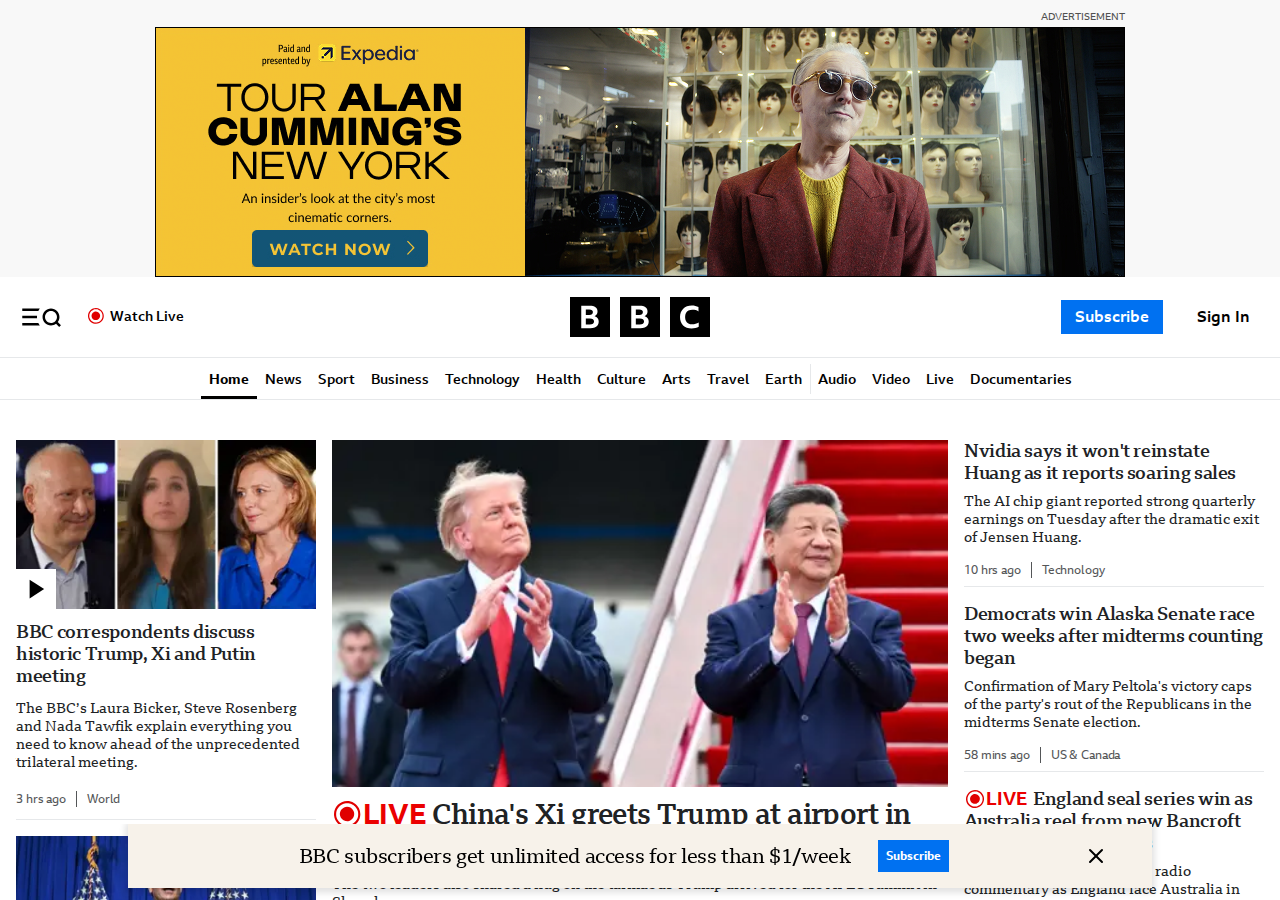 ADVERTISEMENT
Paid and
presented by
Expedia
TOUR ALAN
CUMMING'S
NEW YORK
An insider's look at the city's most
cinematic corners.
WATCH NOW
OPEN
Watch Live
BBC
Subscribe
Sign In
Home News Sport Business Technology Health Culture Arts Travel Earth Audio Video Live Documentaries
BBC correspondents discuss
historic Trump, Xi and Putin
meeting
The BBC's Laura Bicker, Steve Rosenberg
and Nada Tawfik explain everything you
need to know ahead of the unprecedented
trilateral meeting.
3 hrs ago | World
LIVE China's Xi greets Trump at airport in
Nvidia says it won't reinstate
Huang as it reports soaring sales
The AI chip giant reported strong quarterly
earnings on Tuesday after the dramatic exit
of Jensen Huang.
10 hrs ago | Technology
Democrats win Alaska Senate race
two weeks after midterms counting
began
Confirmation of Mary Peltola's victory caps
of the party's rout of the Republicans in the
midterms Senate election.
58 mins ago | US & Canada
LIVE England seal series win as
Australia reel from new Bancroft
radio
commentary as England face Australia in
BBC subscribers get unlimited access for less than $1/week
Subscribe